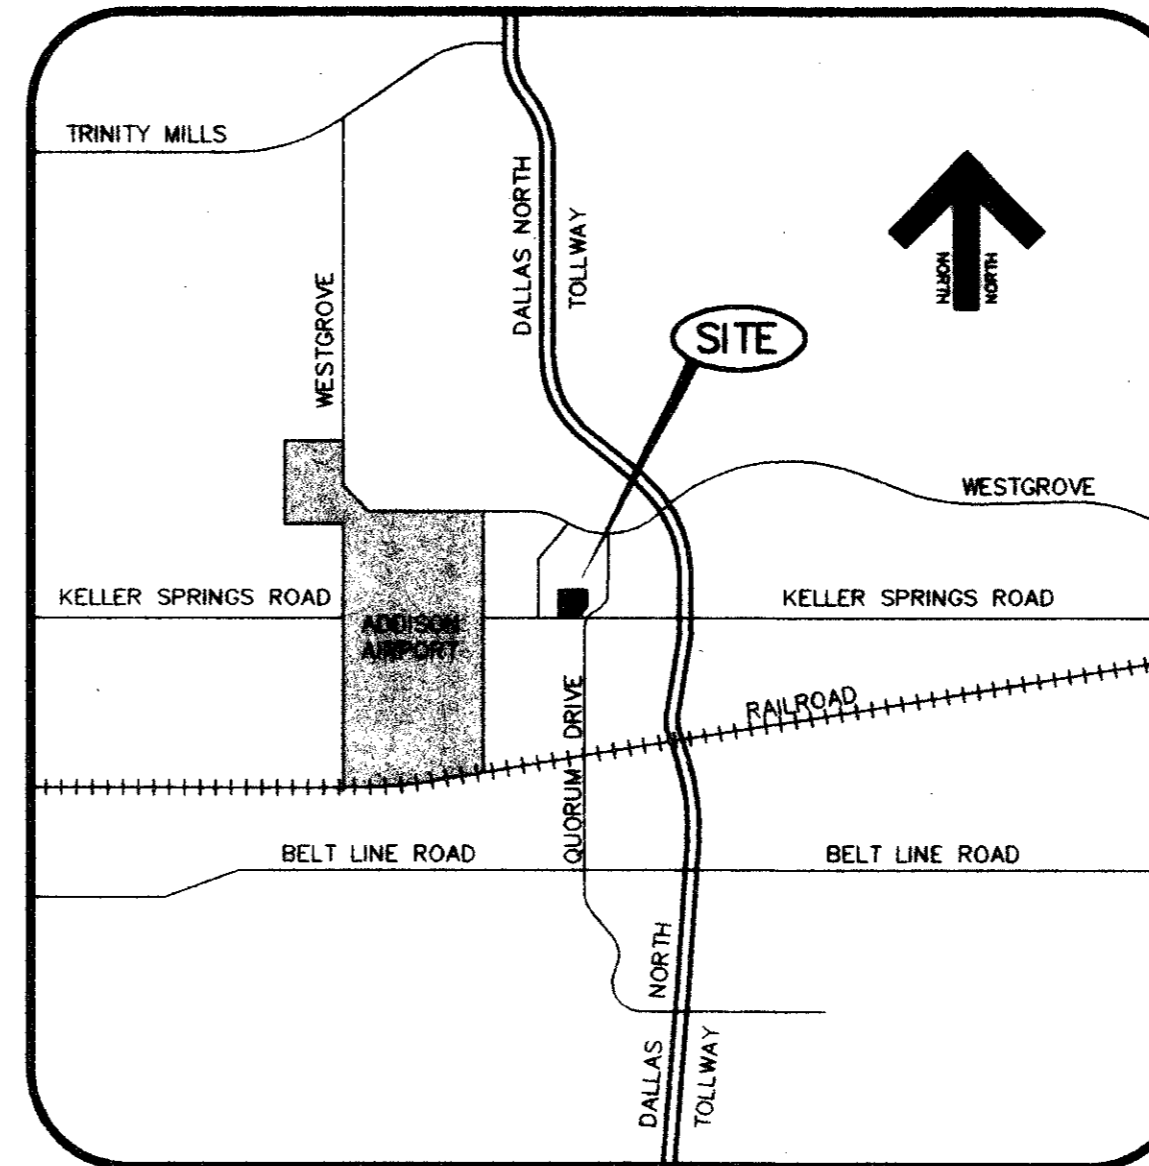 TRINITY MILLS
DALLAS NORTH
TOLLWAY
NORTH
NORTH
WESTGROVE
SITE
WESTGROVE
KELLER SPRINGS ROAD
KELLER SPRINGS ROAD
ADDISON
AIRPORT
QUORUM DRIVE
RAILROAD
BELT LINE ROAD
BELT LINE ROAD
DALLAS NORTH
TOLLWAY